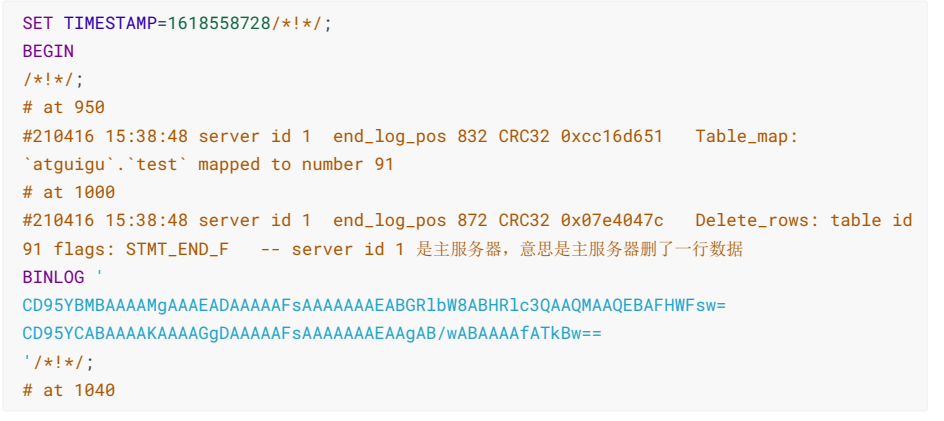 SET TIMESTAMP=1618558728/*!*/;
BEGIN
/*!*/;
# at 950
#210416 15:38:48 server id 1  end_log_pos 832 CRC32 0xcc16d651   Table_map:
`atguigu`.`test` mapped to number 91
# at 1000
#210416 15:38:48 server id 1  end_log_pos 872 CRC32 0x07e4047c   Delete_rows: table id
91 flags: STMT_END_F   -- server id 1 是主服务器，意思是主服务器删了一行数据
BINLOG '
CD95YBMBAAAAMgAAAEADAAAAAFsAAAAAAAEABGRlbW8ABHRlc3QAAQMAAQEBAFHWFsw=
CD95YCABAAAAKAAAAGgDAAAAAFsAAAAAAAEAAgAB/wABAAAAfATkBw==
'/*!*/;
# at 1040